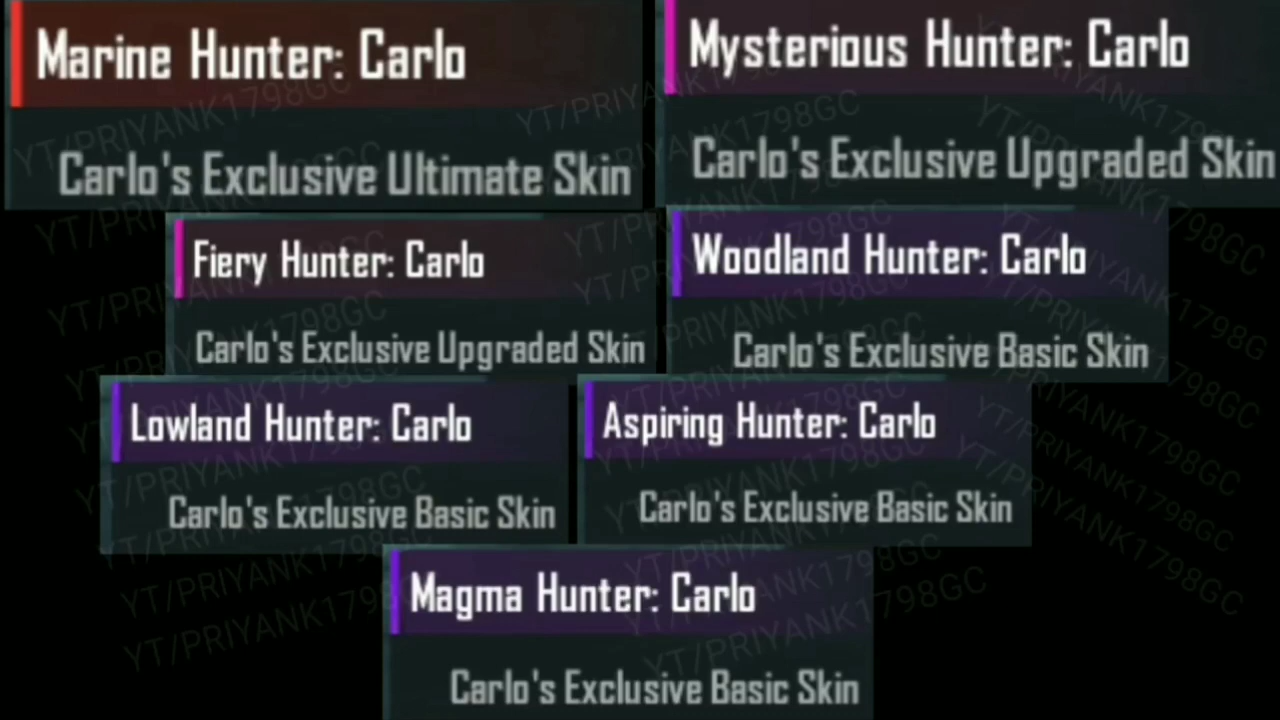 Marine Hunter: Carlo
Carlo's Exclusive Ultimate Skin
Mysterious Hunter: Carlo
Carlo's Exclusive Upgraded Skin
Fiery Hunter: Carlo
Carlo's Exclusive Upgraded Skin
Woodland Hunter: Carlo
Carlo's Exclusive Basic Skin
Lowland Hunter: Carlo
Carlo's Exclusive Basic Skin
Aspiring Hunter: Carlo
Carlo's Exclusive Basic Skin
Magma Hunter: Carlo
Carlo's Exclusive Basic Skin
YT/PRIYANK1798GC